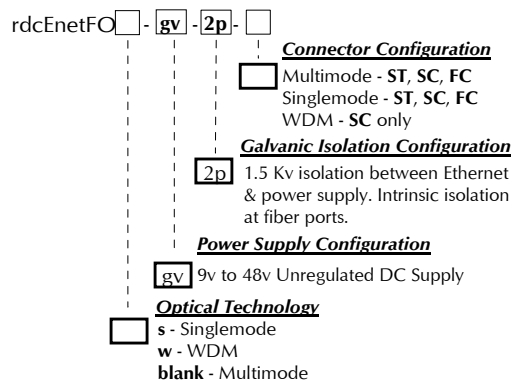 rdcEnetFO - gv - 2p -
Connector Configuration
Multimode - ST, SC, FC
Singlemode - ST, SC, FC
WDM - SC only
Galvanic Isolation Configuration
2p 1.5 Kv isolation between Ethernet
& power supply. Intrinsic isolation
at fiber ports.
Power Supply Configuration
gv 9v to 48v Unregulated DC Supply
Optical Technology
s - Singlemode
w - WDM
blank - Multimode